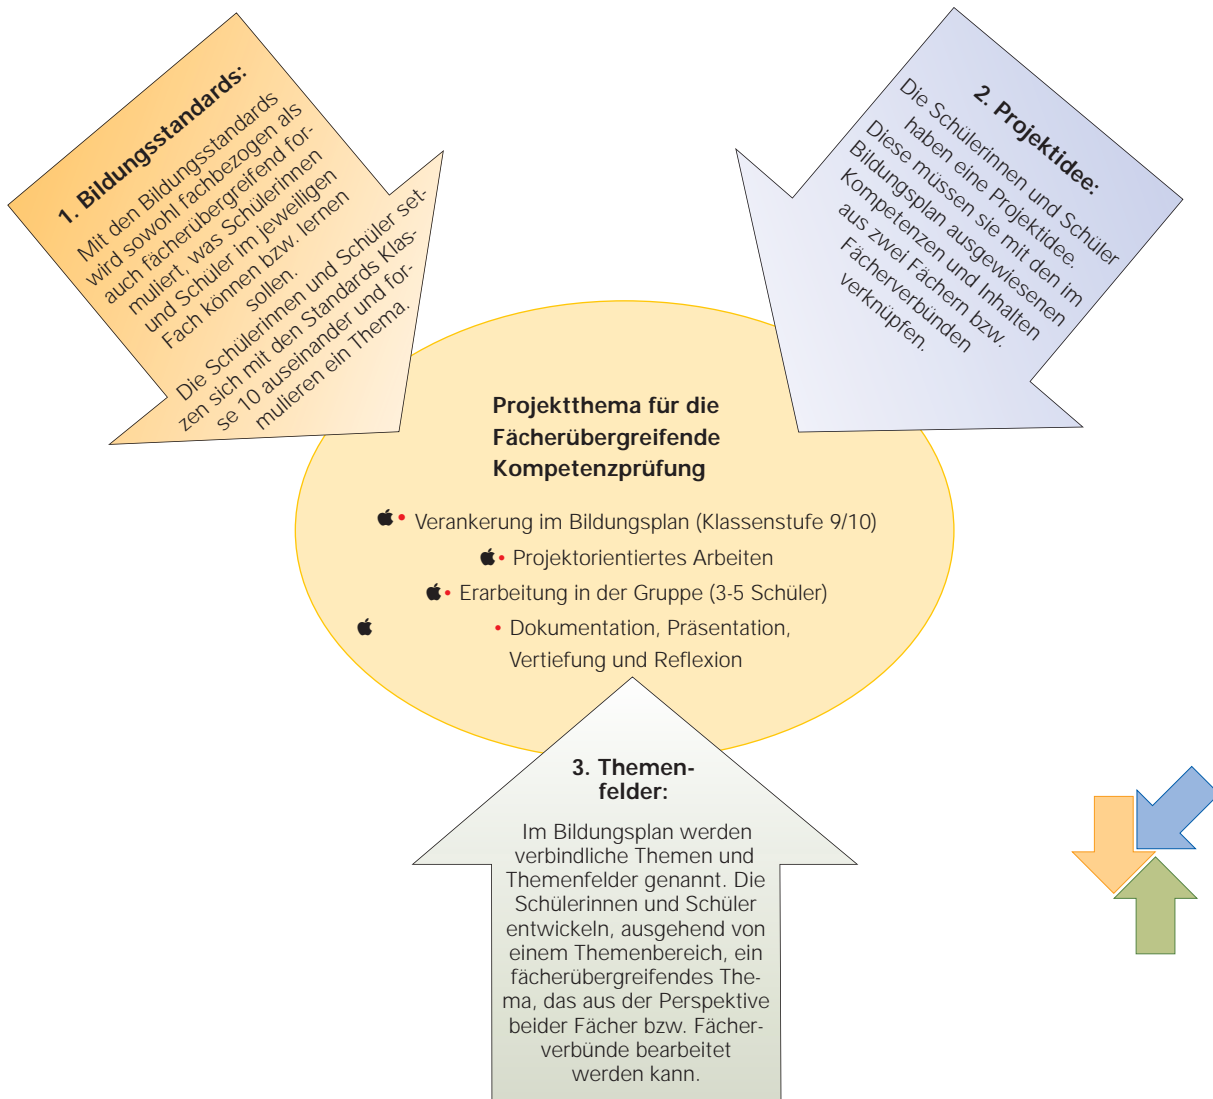 1. Bildungsstandards:
Mit den Bildungsstandards
wird sowohl fachbezogen als
auch fächerübergreifend for-
muliert, was Schülerinnen
und Schüler im jeweiligen
Fach können bzw. lernen
sollen.
Die Schülerinnen und Schüler set-
zen sich mit den Standards Klas-
se 10 auseinander und for-
mulieren ein Thema.
2. Projektidee:
Die Schülerinnen und Schüler
haben eine Projektidee.
Diese müssen sie mit den im
Bildungsplan ausgewiesenen
Kompetenzen und Inhalten
aus zwei Fächern bzw.
Fächerverbünden
verknüpfen.
Projektthema für die
Fächerübergreifende
Kompetenzprüfung
• Verankerung im Bildungsplan (Klassenstufe 9/10)
• Projektorientiertes Arbeiten
• Erarbeitung in der Gruppe (3-5 Schüler)
• Dokumentation, Präsentation,
Vertiefung und Reflexion
3. Themen-
felder:
Im Bildungsplan werden
verbindliche Themen und
Themenfelder genannt. Die
Schülerinnen und Schüler
entwickeln, ausgehend von
einem Themenbereich, ein
fächerübergreifendes The-
ma, das aus der Perspektive
beider Fächer bzw. Fächer-
verbünde bearbeitet
werden kann.